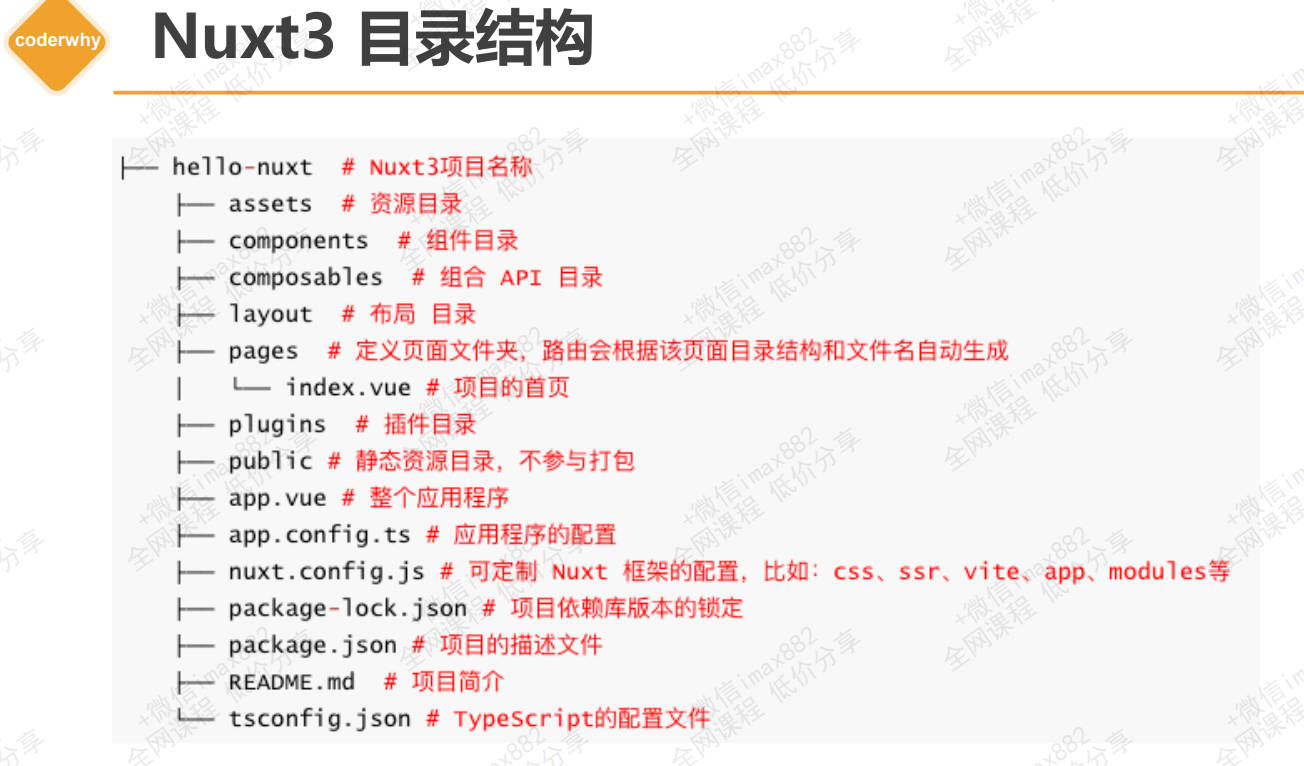 coderwhy
Nuxt3 目录结构
├── hello-nuxt # Nuxt3项目名称
├── assets # 资源目录
├── components # 组件目录
├── composables # 组合 API 目录
├── layout # 布局 目录
├── pages # 定义页面文件夹，路由会根据该页面目录结构和文件名自动生成
│ └── index.vue # 项目的首页
├── plugins # 插件目录
├── public # 静态资源目录，不参与打包
├── app.vue # 整个应用程序
├── app.config.ts # 应用程序的配置
├── nuxt.config.js # 可定制 Nuxt 框架的配置，比如：css、ssr、vite、app、modules等
├── package-lock.json # 项目依赖库版本的锁定
├── package.json # 项目的描述文件
├── README.md # 项目简介
└── tsconfig.json # TypeScript的配置文件
+微信imax882
全网课程 低价分享